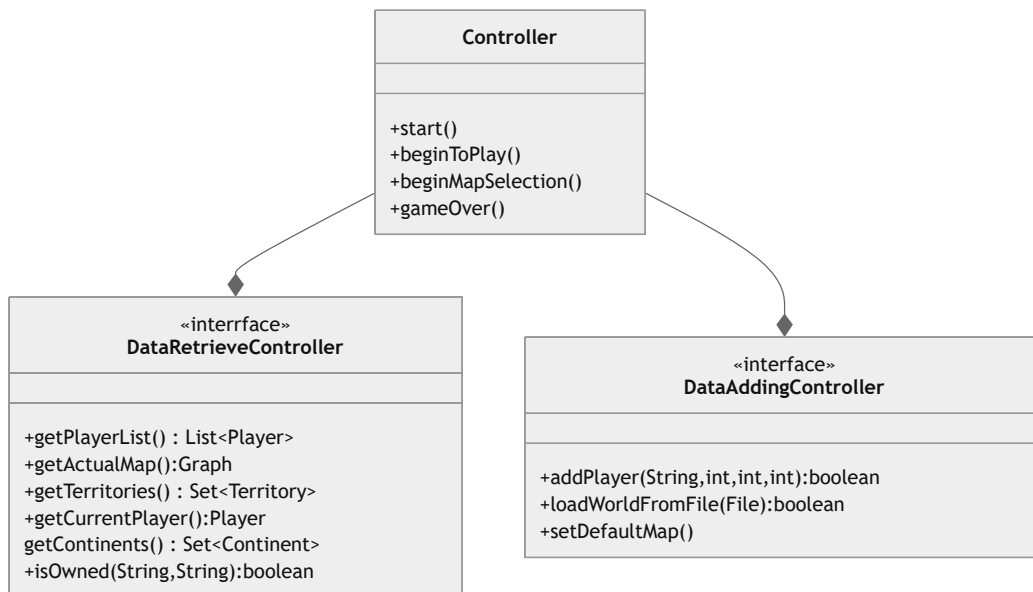 Controller
+start()
+beginToPlay()
+beginMapSelection()
+gameOver()
«interrface»
DataRetrieveController
+getPlayerList() : List<Player>
+getActualMap():Graph
+getTerritories() : Set<Territory>
+getCurrentPlayer():Player
getContinents() : Set<Continent>
+isOwned(String,String):boolean
«interface»
DataAddingController
+addPlayer(String,int,int,int):boolean
+loadWorldFromFile(File):boolean
+setDefaultMap()